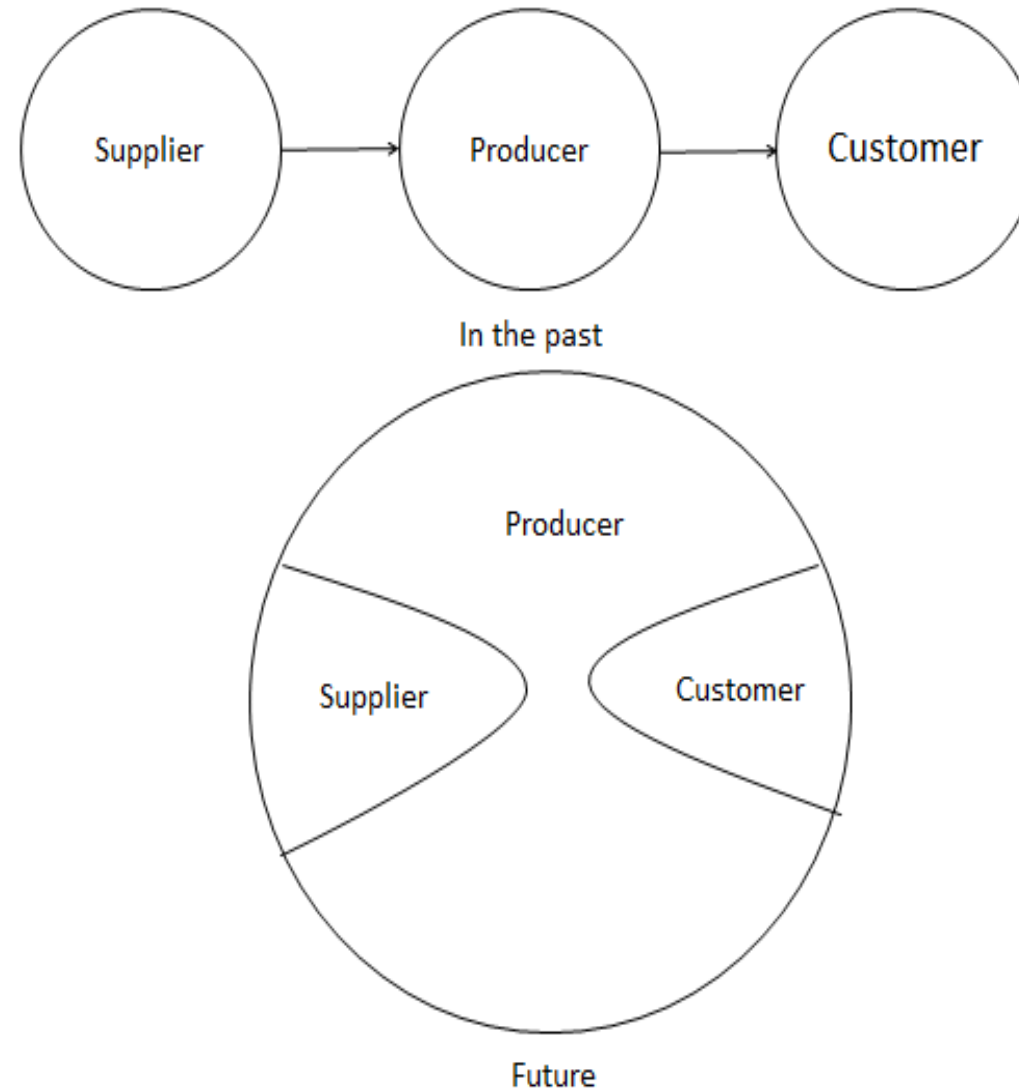 Supplier
Producer
Customer
In the past
Producer
Supplier
Customer
Future